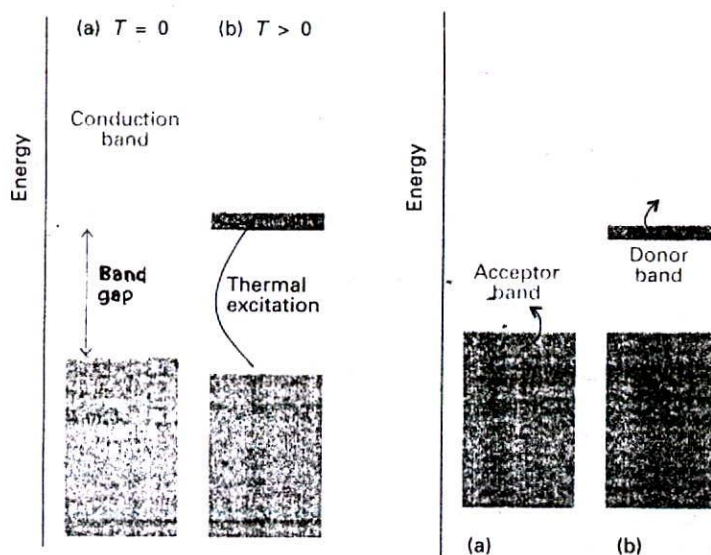 (a) T = 0
(b) T > 0
Energy
Conduction
band
Band
gap
Thermal
excitation
Energy
Acceptor
band
Donor
band
(a)
(b)